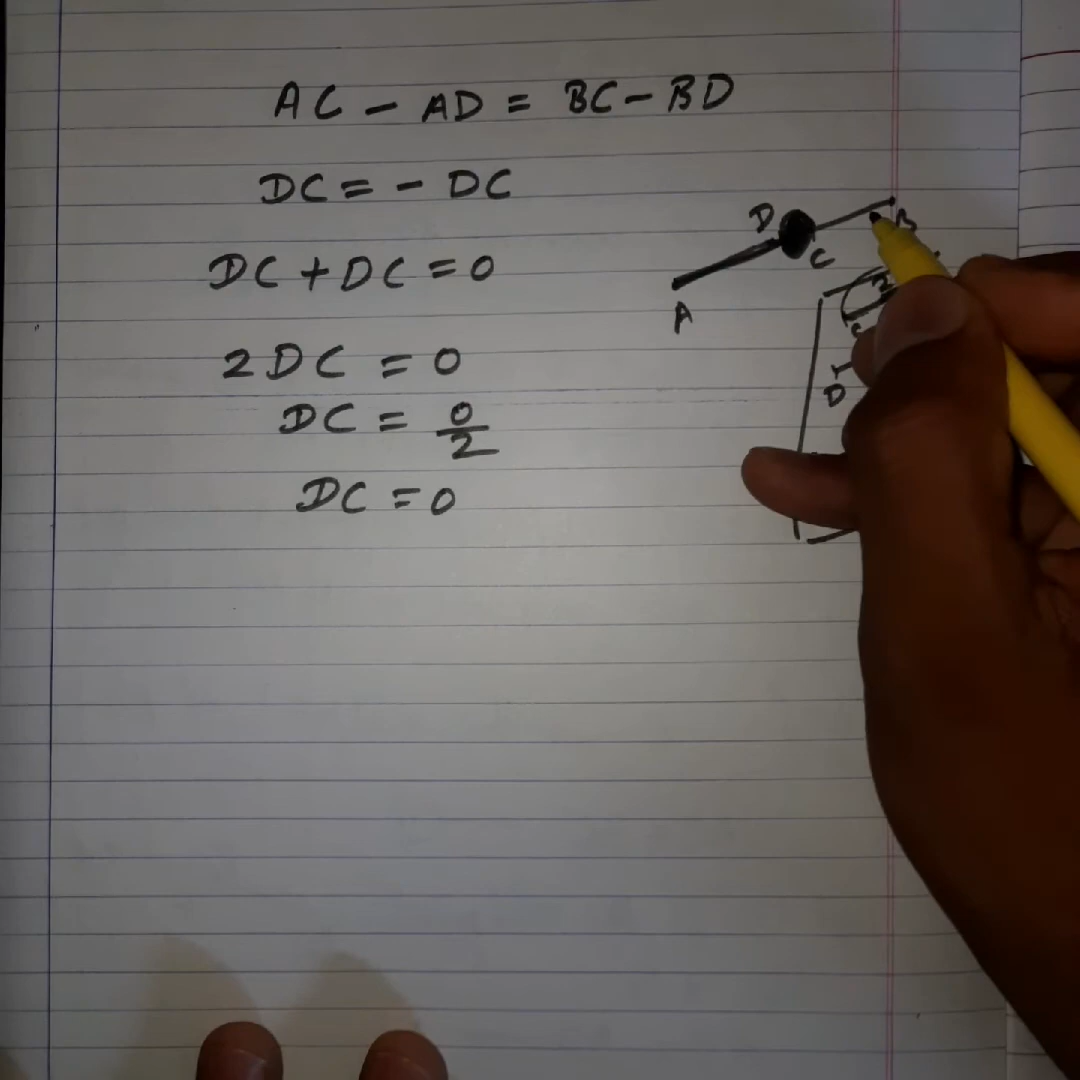 AC - AD = BC - BD
DC = - DC
D
B
C
A
DC + DC = 0
2DC = 0
D
DC = 0/2
DC = 0